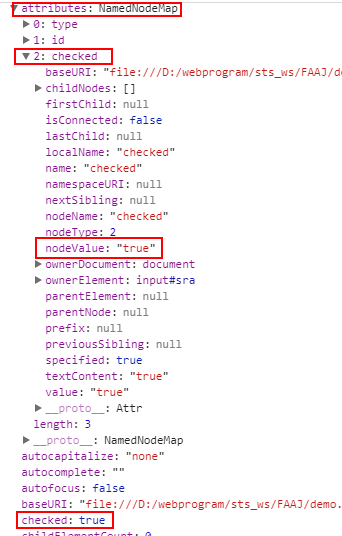 attributes: NamedNodeMap
0: type
1: id
2: checked
baseURI: "file:///D:/webprogram/sts_ws/FAAJ/de
childNodes: []
firstChild: null
isConnected: false
lastChild: null
localName: "checked"
name: "checked"
namespaceURI: null
nextSibling: null
nodeName: "checked"
nodeType: 2
nodeValue: "true"
ownerDocument: document
ownerElement: input#sra
parentElement: null
parentNode: null
prefix: null
previousSibling: null
specified: true
textContent: "true"
value: "true"
__proto__: Attr
length: 3
__proto__: NamedNodeMap
autocapitalize: "none"
autocomplete: ""
autofocus: false
baseURI: "file:///D:/webprogram/sts_ws/FAAJ/demo.
checked: true
childElementCount: 0